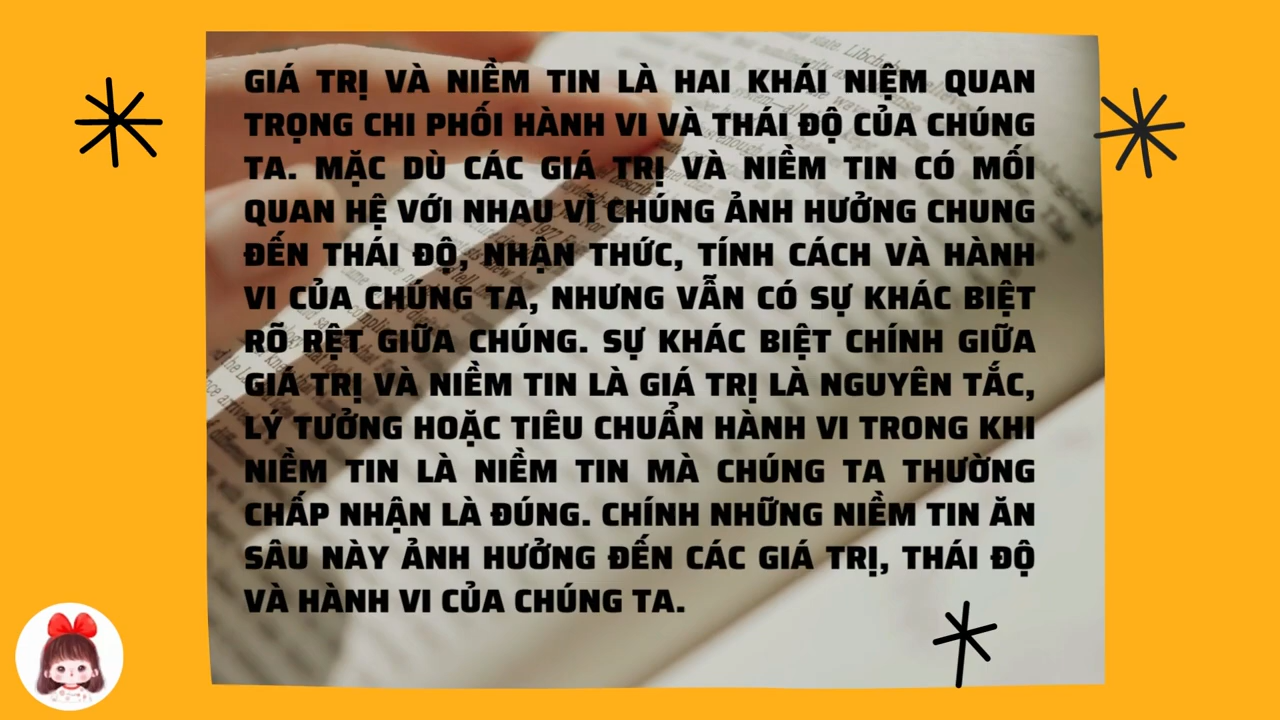 GIÁ TRỊ VÀ NIỀM TIN LÀ HAI KHÁI NIỆM QUAN
TRỌNG CHI PHỐI HÀNH VI VÀ THÁI ĐỘ CỦA CHÚNG
TA. MẶC DÙ CÁC GIÁ TRỊ VÀ NIỀM TIN CÓ MỐI
QUAN HỆ VỚI NHAU VÌ CHÚNG ẢNH HƯỞNG CHUNG
ĐẾN THÁI ĐỘ, NHẬN THỨC, TÍNH CÁCH VÀ HÀNH
VI CỦA CHÚNG TA, NHƯNG VẪN CÓ SỰ KHÁC BIỆT
RÕ RỆT GIỮA CHÚNG. SỰ KHÁC BIỆT CHÍNH GIỮA
GIÁ TRỊ VÀ NIỀM TIN LÀ GIÁ TRỊ LÀ NGUYÊN TẮC,
LÝ TƯỞNG HOẶC TIÊU CHUẨN HÀNH VI TRONG KHI
NIỀM TIN LÀ NIỀM TIN MÀ CHÚNG TA THƯỜNG
CHẤP NHẬN LÀ ĐÚNG. CHÍNH NHỮNG NIỀM TIN ĂN
SÂU NÀY ẢNH HƯỞNG ĐẾN CÁC GIÁ TRỊ, THÁI ĐỘ
VÀ HÀNH VI CỦA CHÚNG TA.